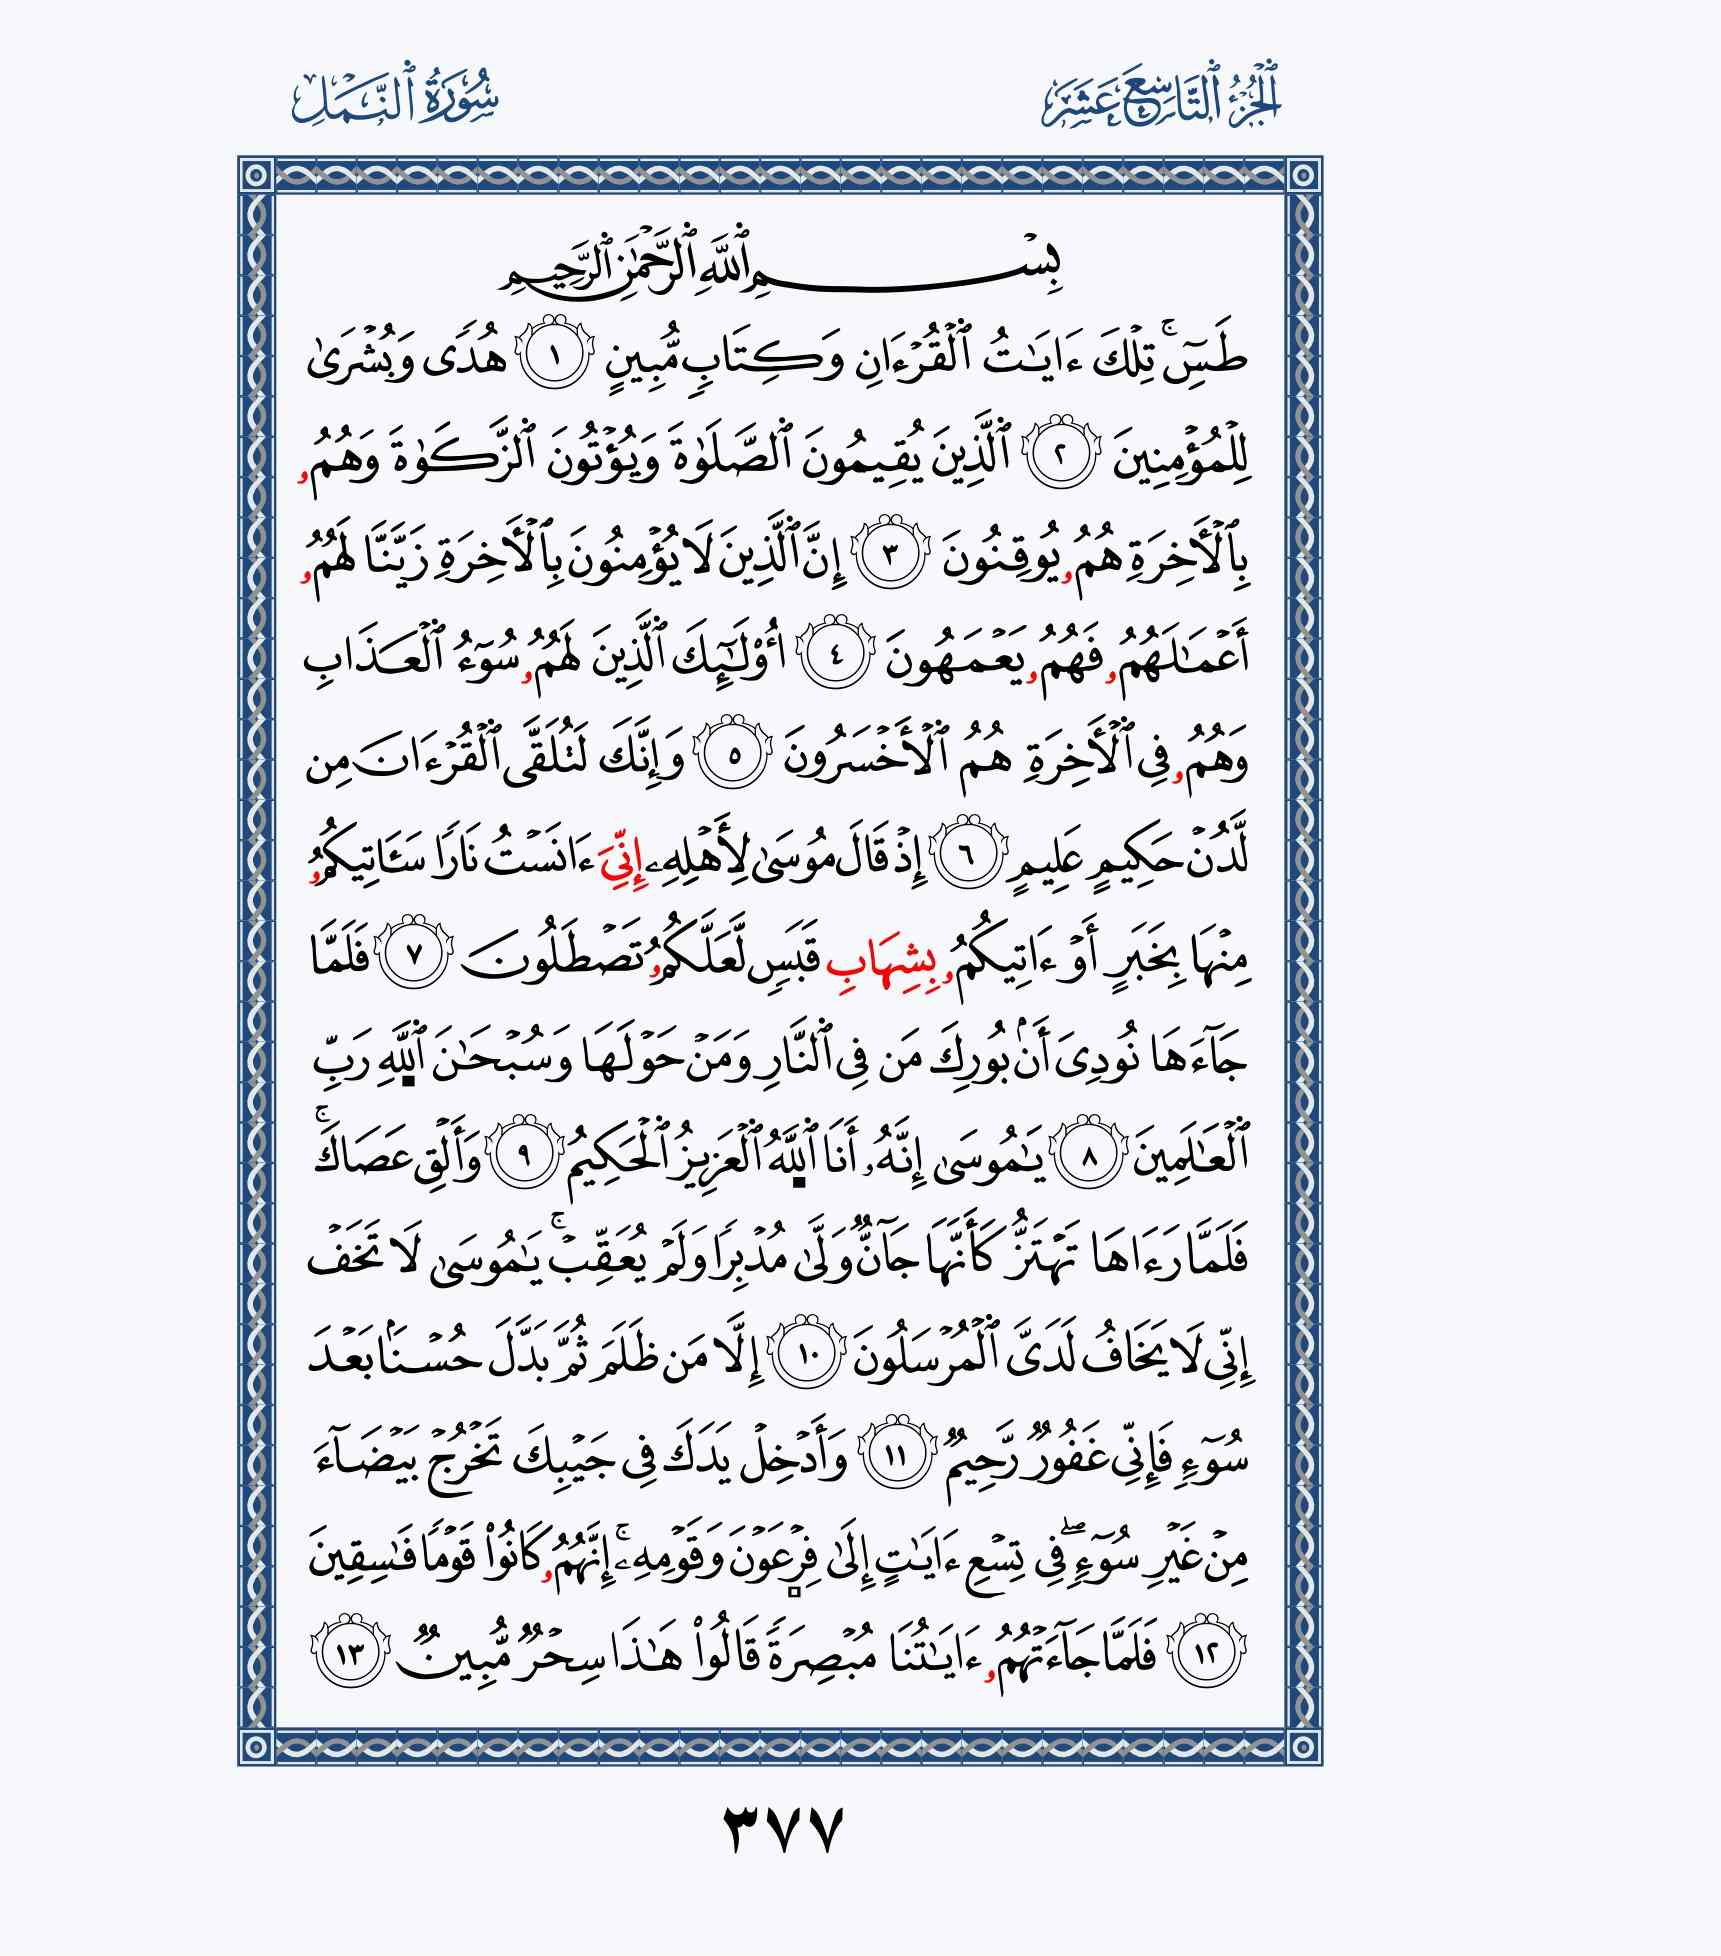 ٱلْجُزْءُ ٱلتَّاسِعَ عَشَرَ
سُورَةُ ٱلنَّمْلِ
بِسْمِ ٱللَّهِ ٱلرَّحْمَٰنِ ٱلرَّحِيمِ
طَسِٓۚ تِلْكَ ءَايَٰتُ ٱلْقُرْءَانِ وَكِتَابٍ مُّبِينٍ ١ هُدًى وَبُشْرَىٰ
لِلْمُؤْمِنِينَ ٢ ٱلَّذِينَ يُقِيمُونَ ٱلصَّلَوٰةَ وَيُؤْتُونَ ٱلزَّكَوٰةَ وَهُمُۥ
بِٱلْأَخِرَةِ هُمُۥ يُوقِنُونَ ٣ إِنَّ ٱلَّذِينَ لَا يُؤْمِنُونَ بِٱلْأَخِرَةِ زَيَّنَّا لَهُمُۥ
أَعْمَٰلَهُمُۥ فَهُمُۥ يَعْمَهُونَ ٤ أُوْلَٰٓئِكَ ٱلَّذِينَ لَهُمُۥ سُوٓءُ ٱلْعَذَابِ
وَهُمُۥ فِى ٱلْأَخِرَةِ هُمُ ٱلْأَخْسَرُونَ ٥ وَإِنَّكَ لَتُلَقَّى ٱلْقُرْءَانَ مِن
لَّدُنْ حَكِيمٍ عَلِيمٍ ٦ إِذْ قَالَ مُوسَىٰ لِأَهْلِهِۦ إِنِّىَ ءَانَسْتُ نَارًا سَـَٔاتِيكُمُۥ
مِنْهَا بِخَبَرٍ أَوْ ءَاتِيكُمُۥ بِشِهَابِ قَبَسٍ لَّعَلَّكُمُۥ تَصْطَلُونَ ٧ فَلَمَّا
جَآءَهَا نُودِىَ أَنۢ بُورِكَ مَن فِى ٱلنَّارِ وَمَنْ حَوْلَهَا وَسُبْحَٰنَ ٱللَّهِ رَبِّ
ٱلْعَٰلَمِينَ ٨ يَٰمُوسَىٰ إِنَّهُۥ أَنَا ٱللَّهُ ٱلْعَزِيزُ ٱلْحَكِيمُ ٩ وَأَلْقِ عَصَاكَۚ
فَلَمَّا رَءَاهَا تَهْتَزُّ كَأَنَّهَا جَآنٌّ وَلَّىٰ مُدْبِرًا وَلَمْ يُعَقِّبْۚ يَٰمُوسَىٰ لَا تَخَفْ
إِنِّى لَا يَخَافُ لَدَىَّ ٱلْمُرْسَلُونَ ١٠ إِلَّا مَن ظَلَمَ ثُمَّ بَدَّلَ حُسْنَۢا بَعْدَ
سُوٓءٍ فَإِنِّى غَفُورٌ رَّحِيمٌ ١١ وَأَدْخِلْ يَدَكَ فِى جَيْبِكَ تَخْرُجْ بَيْضَآءَ
مِنْ غَيْرِ سُوٓءٍۖ فِى تِسْعِ ءَايَٰتٍ إِلَىٰ فِرْعَوْنَ وَقَوْمِهِۦۚ إِنَّهُمُۥ كَانُواْ قَوْمًا فَٰسِقِينَ
١٢ فَلَمَّا جَآءَتْهُمُۥ ءَايَٰتُنَا مُبْصِرَةً قَالُواْ هَٰذَا سِحْرٌ مُّبِينٌ ١٣
٣٧٧